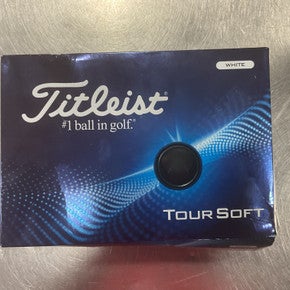 WHITE
Titleist®
#1 ball in golf.®
TOUR SOFT